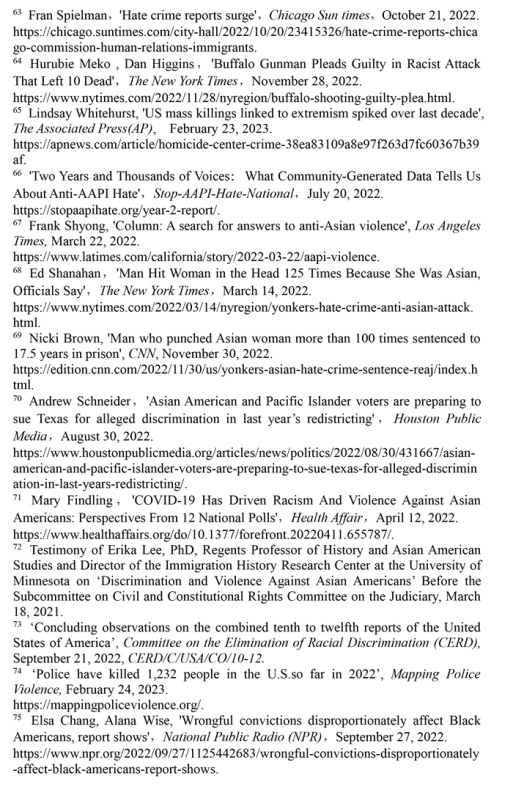 63 Fran Spielman，'Hate crime reports surge'，Chicago Sun times，October 21, 2022.
https://chicago.suntimes.com/city-hall/2022/10/20/23415326/hate-crime-reports-chica
go-commission-human-relations-immigrants.
64 Hurubie Meko , Dan Higgins， 'Buffalo Gunman Pleads Guilty in Racist Attack
That Left 10 Dead'，The New York Times，November 28, 2022.
https://www.nytimes.com/2022/11/28/nyregion/buffalo-shooting-guilty-plea.html.
65 Lindsay Whitehurst, 'US mass killings linked to extremism spiked over last decade',
The Associated Press(AP), February 23, 2023.
https://apnews.com/article/homicide-center-crime-38ea83109a8e97f263d7fc60367b39
af.
66 'Two Years and Thousands of Voices： What Community-Generated Data Tells Us
About Anti-AAPI Hate'，Stop-AAPI-Hate-National，July 20, 2022.
https://stopaapihate.org/year-2-report/.
67 Frank Shyong, 'Column: A search for answers to anti-Asian violence', Los Angeles
Times, March 22, 2022.
https://www.latimes.com/california/story/2022-03-22/aapi-violence.
68 Ed Shanahan，'Man Hit Woman in the Head 125 Times Because She Was Asian,
Officials Say'，The New York Times，March 14, 2022.
https://www.nytimes.com/2022/03/14/nyregion/yonkers-hate-crime-anti-asian-attack.
html.
69 Nicki Brown, 'Man who punched Asian woman more than 100 times sentenced to
17.5 years in prison', CNN, November 30, 2022.
https://edition.cnn.com/2022/11/30/us/yonkers-asian-hate-crime-sentence-reaj/index.h
tml.
70 Andrew Schneider，'Asian American and Pacific Islander voters are preparing to
sue Texas for alleged discrimination in last year's redistricting'，Houston Public
Media，August 30, 2022.
https://www.houstonpublicmedia.org/articles/news/politics/2022/08/30/431667/asian-
american-and-pacific-islander-voters-are-preparing-to-sue-texas-for-alleged-discrimin
ation-in-last-years-redistricting/.
71 Mary Findling， 'COVID-19 Has Driven Racism And Violence Against Asian
Americans: Perspectives From 12 National Polls'，Health Affair，April 12, 2022.
https://www.healthaffairs.org/do/10.1377/forefront.20220411.655787/.
72 Testimony of Erika Lee, PhD, Regents Professor of History and Asian American
Studies and Director of the Immigration History Research Center at the University of
Minnesota on ‘Discrimination and Violence Against Asian Americans’ Before the
Subcommittee on Civil and Constitutional Rights Committee on the Judiciary, March
18, 2021.
73 ‘Concluding observations on the combined tenth to twelfth reports of the United
States of America’, Committee on the Elimination of Racial Discrimination (CERD),
September 21, 2022, CERD/C/USA/CO/10-12.
74 ‘Police have killed 1,232 people in the U.S.so far in 2022’, Mapping Police
Violence, February 24, 2023.
https://mappingpoliceviolence.org/.
75 Elsa Chang, Alana Wise, 'Wrongful convictions disproportionately affect Black
Americans, report shows'，National Public Radio (NPR)，September 27, 2022.
https://www.npr.org/2022/09/27/1125442683/wrongful-convictions-disproportionately
-affect-black-americans-report-shows.